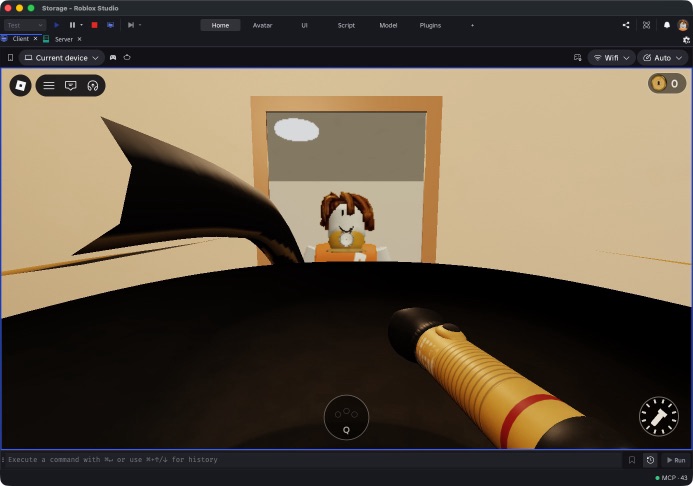 Storage - Roblox Studio
Test
Home
Avatar
UI
Script
Model
Plugins
+
Client ×
Server ×
Current device
Wifi
Auto
0
Q
Execute a command with ⌘↵ or use ⌘+↑/↓ for history
Run
MCP · 43